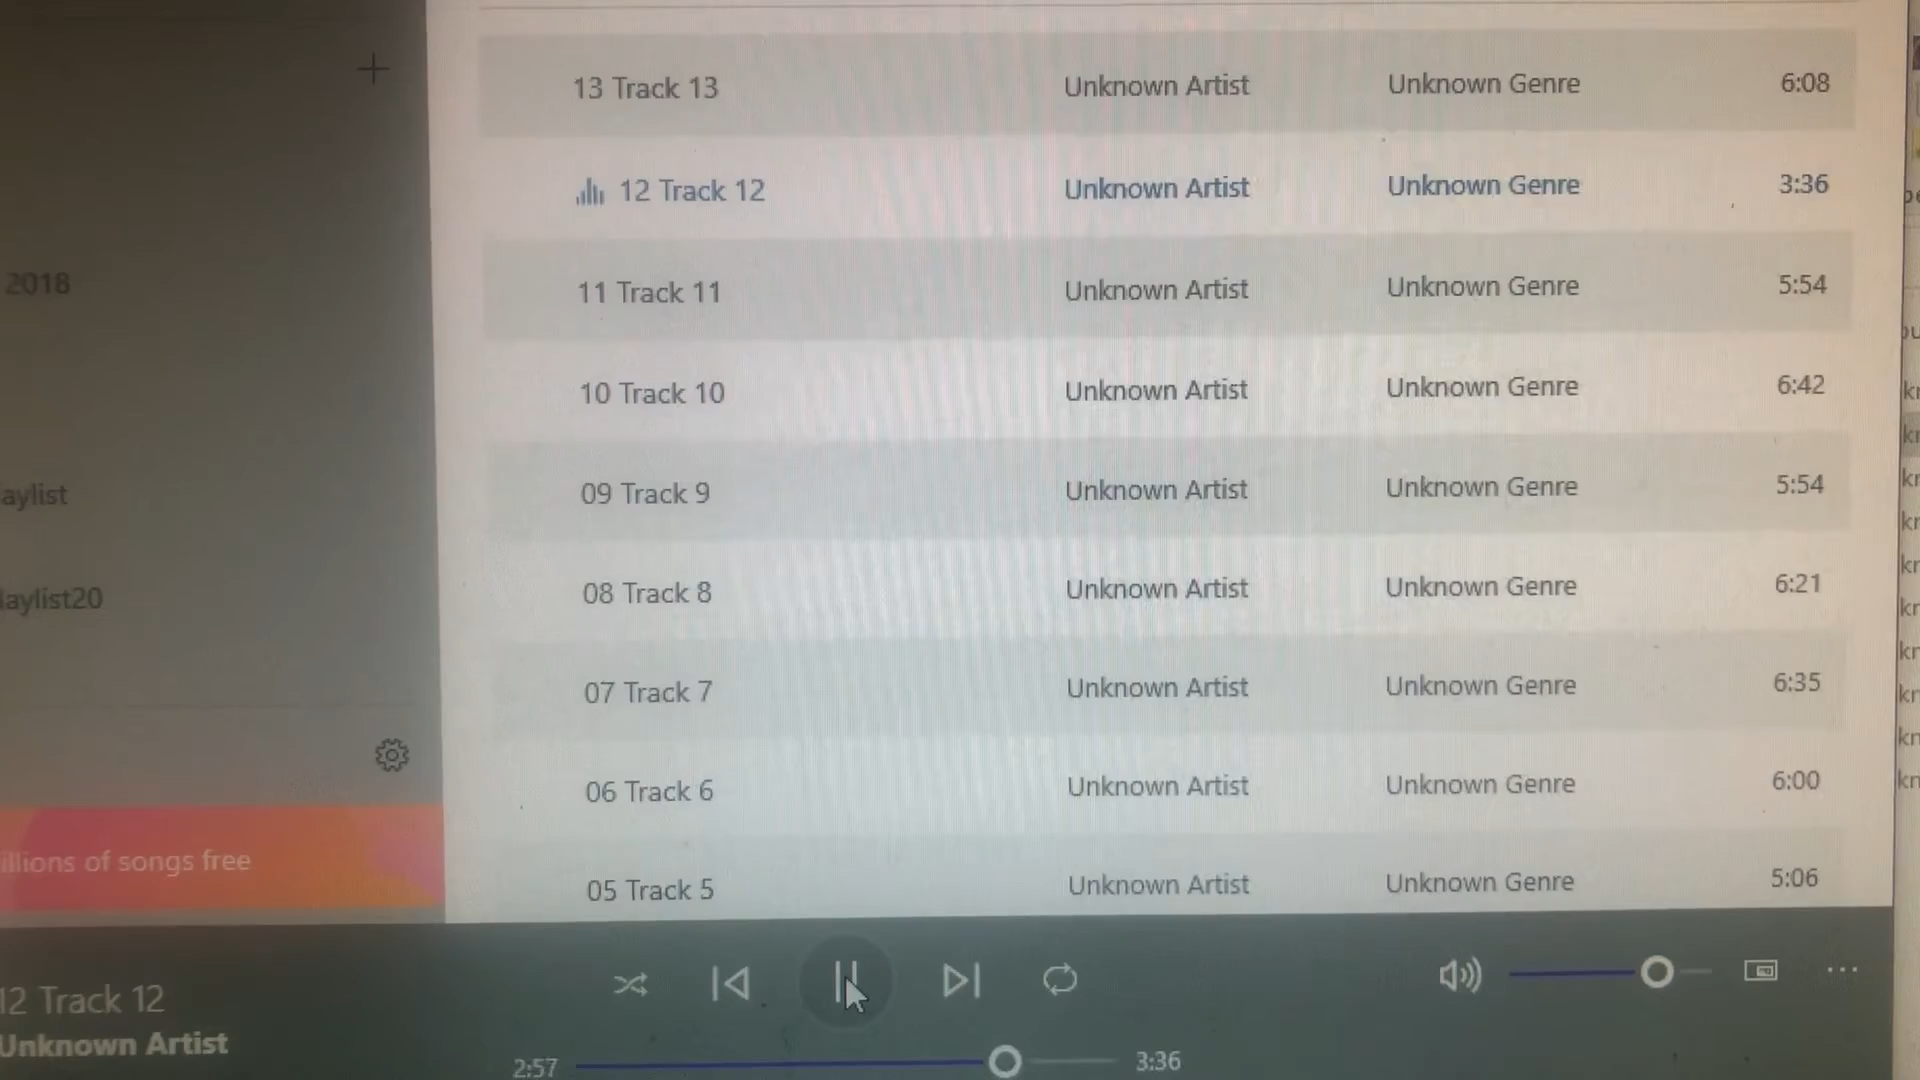 13 Track 13 Unknown Artist Unknown Genre 6:08
12 Track 12 Unknown Artist Unknown Genre 3:36
2018
11 Track 11 Unknown Artist Unknown Genre 5:54
10 Track 10 Unknown Artist Unknown Genre 6:42
aylist
09 Track 9 Unknown Artist Unknown Genre 5:54
laylist20
08 Track 8 Unknown Artist Unknown Genre 6:21
07 Track 7 Unknown Artist Unknown Genre 6:35
06 Track 6 Unknown Artist Unknown Genre 6:00
illions of songs free
05 Track 5 Unknown Artist Unknown Genre 5:06
12 Track 12
Unknown Artist
2:57 3:36